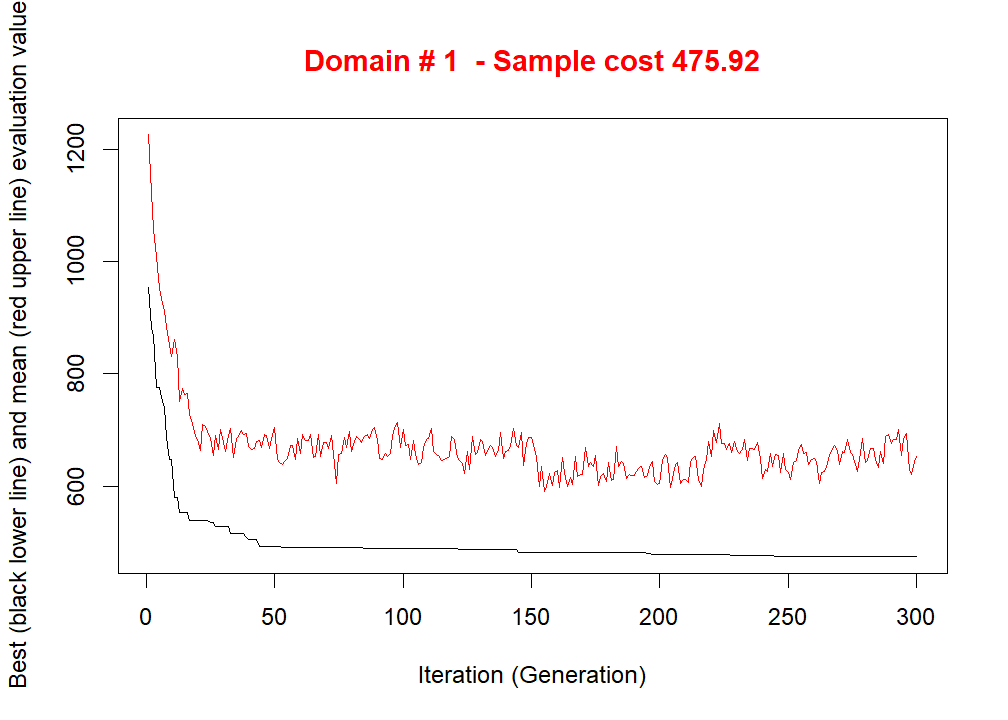 Domain # 1  - Sample cost 475.92
Best (black lower line) and mean (red upper line) evaluation value
1200
1000
800
600
0 50 100 150 200 250 300
Iteration (Generation)